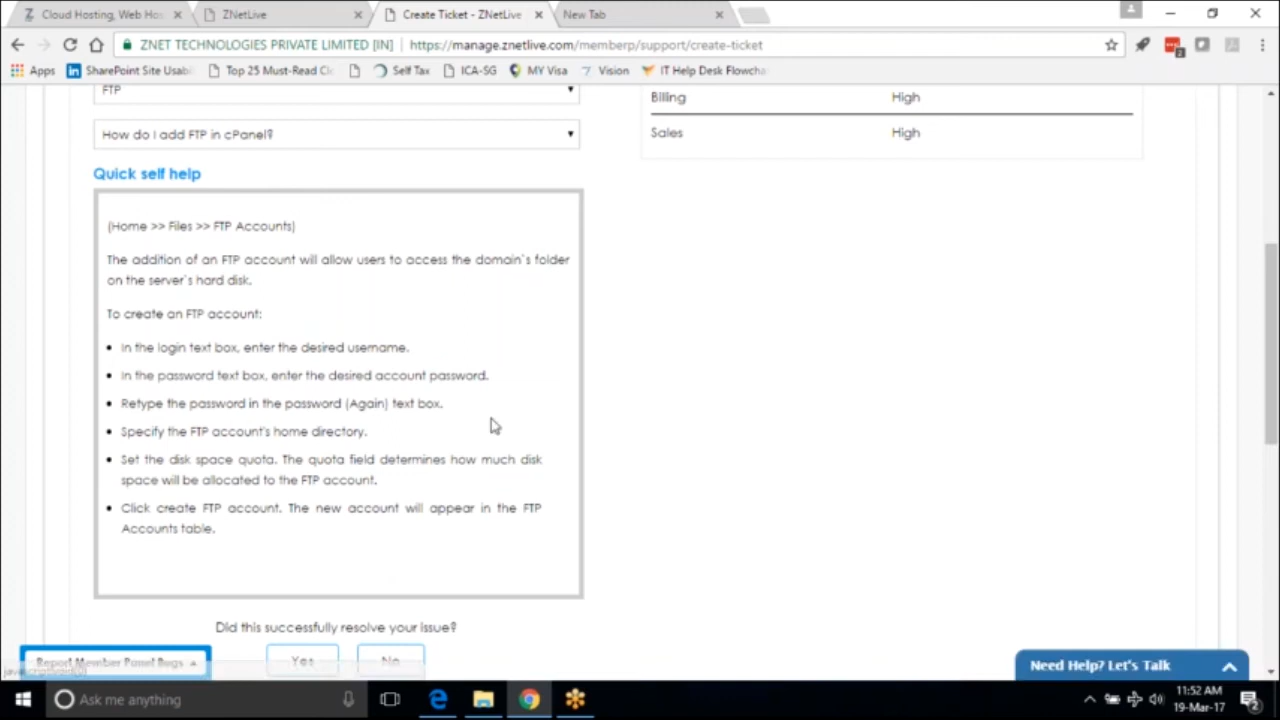 Cloud Hosting, Web Hos
ZNetLive
Create Ticket - ZNetLive
New Tab
ZNET TECHNOLOGIES PRIVATE LIMITED [IN] https://manage.znetlive.com/memberp/support/create-ticket
Apps SharePoint Site Usabi Top 25 Must-Read Cl Self Tax ICA-SG MY Visa Vision IT Help Desk Flowcha
FTP
Billing High
How do I add FTP in cPanel?
Sales High
Quick self help
(Home >> Files >> FTP Accounts)
The addition of an FTP account will allow users to access the domain`s folder
on the server`s hard disk.
To create an FTP account:
• In the login text box, enter the desired username.
• In the password text box, enter the desired account password.
• Retype the password in the password (Again) text box.
• Specify the FTP account's home directory.
• Set the disk space quota. The quota field determines how much disk
space will be allocated to the FTP account.
• Click create FTP account. The new account will appear in the FTP
Accounts table.
Did this successfully resolve your issue?
Report Member Panel Bugs
Yes
No
Need Help? Let's Talk
Ask me anything
11:52 AM
19-Mar-17